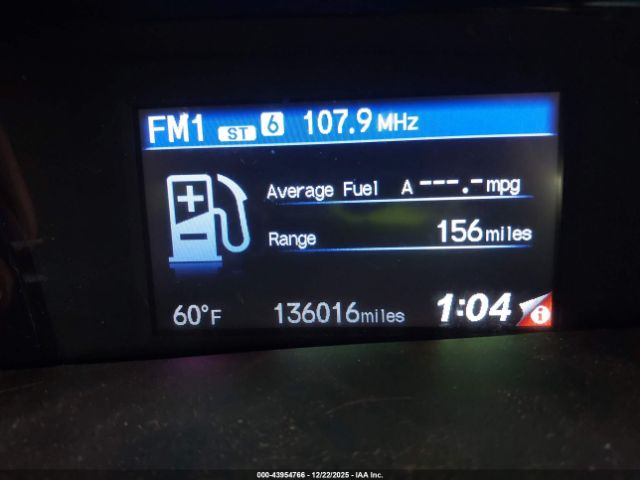 FM1 ST 6 107.9 MHz
Average Fuel A ---.- mpg
Range 156 miles
60°F 136016 miles 1:04 i
000-43954766 - 12/22/2025 - IAA Inc.